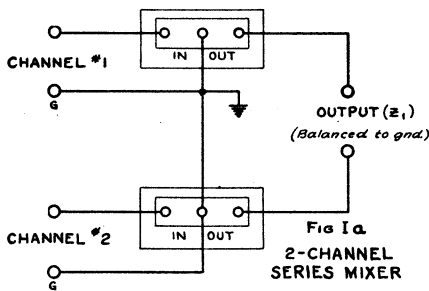 IN OUT
CHANNEL #1
G
OUTPUT (Z1)
(Balanced to gnd)
IN OUT
CHANNEL #2
G
FIG Ia
2-CHANNEL
SERIES MIXER